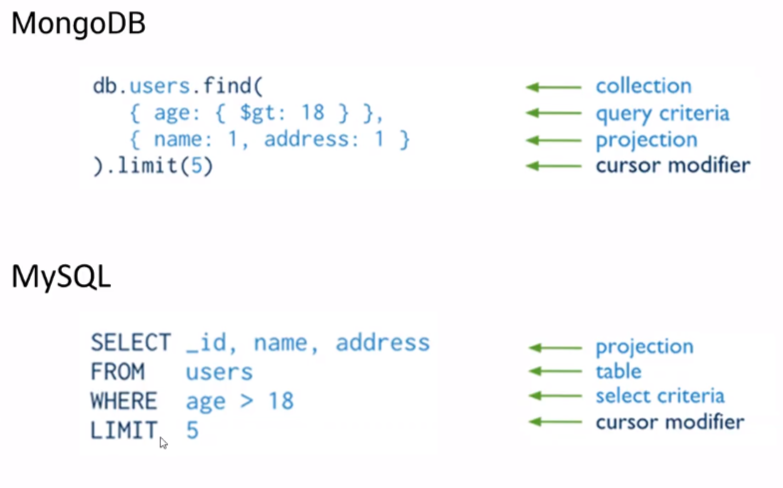 MongoDB
db.users.find( collection
{ age: { $gt: 18 } }, query criteria
{ name: 1, address: 1 } projection
).limit(5) cursor modifier
MySQL
SELECT _id, name, address projection
FROM users table
WHERE age > 18 select criteria
LIMIT 5 cursor modifier